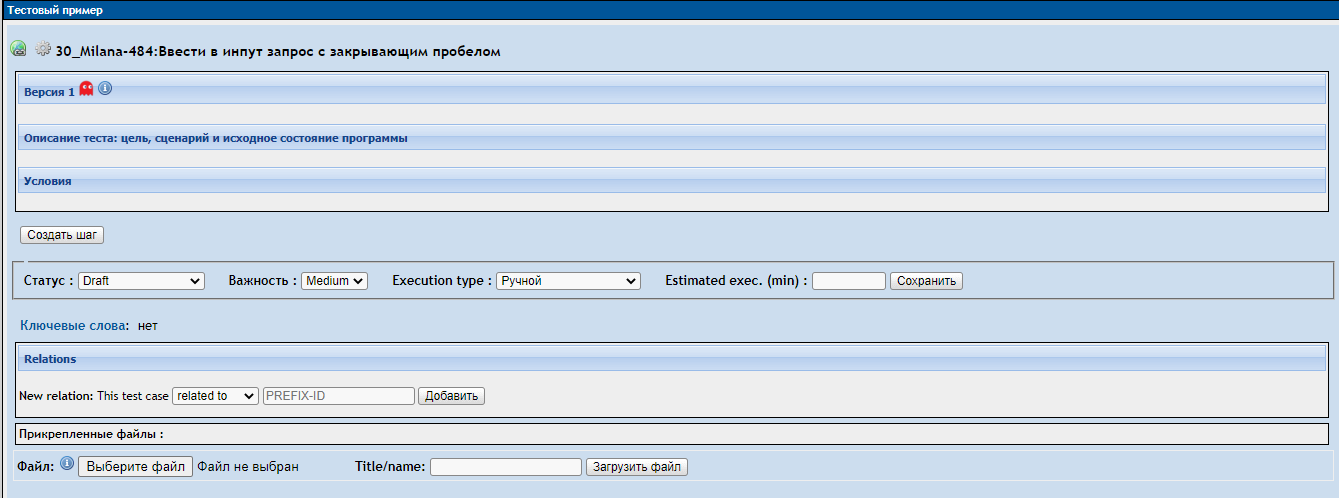 Тестовый пример
30_Milana-484:Ввести в инпут запрос с закрывающим пробелом
Версия 1
Описание теста: цель, сценарий и исходное состояние программы
Условия
Создать шаг
Статус : Draft Важность : Medium Execution type : Ручной Estimated exec. (min) : Сохранить
Ключевые слова: нет
Relations
New relation: This test case related to PREFIX-ID Добавить
Прикрепленные файлы :
Файл: Выберите файл Файл не выбран Title/name: Загрузить файл